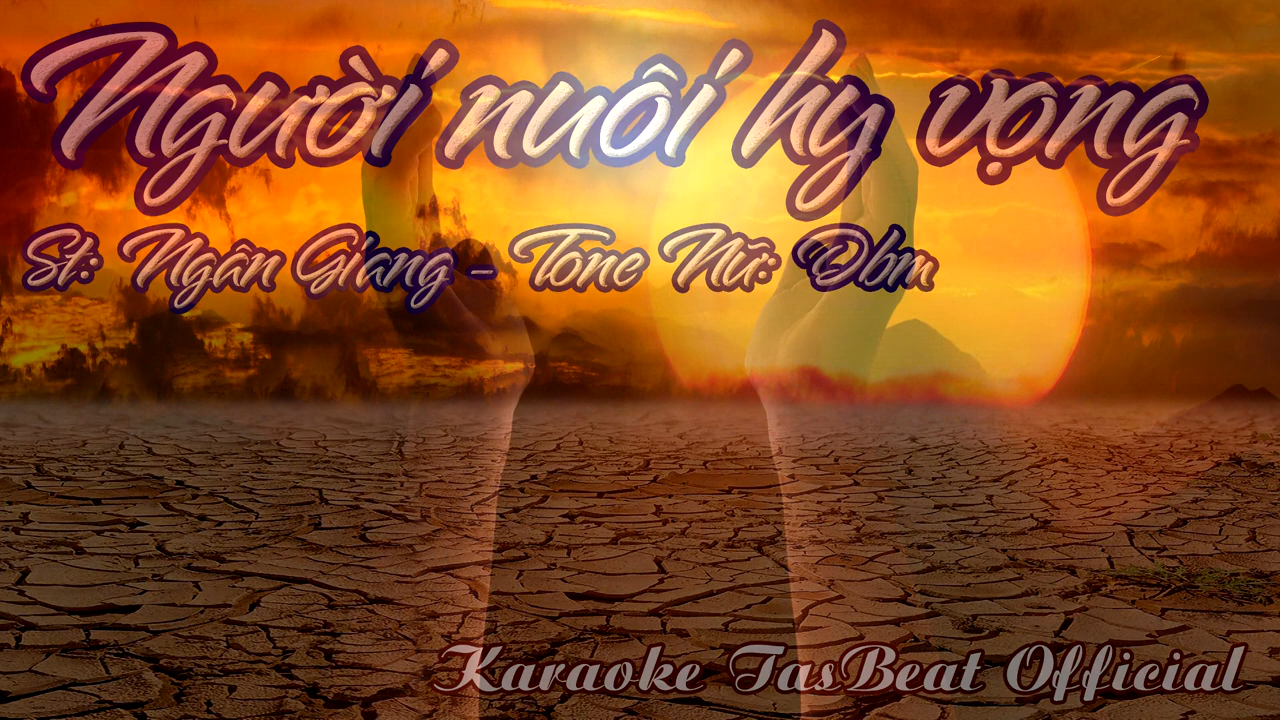 Người nuôi hy vọng
St: Ngân Giang - Tone Nữ: Dbm
Karaoke TasBeat Official